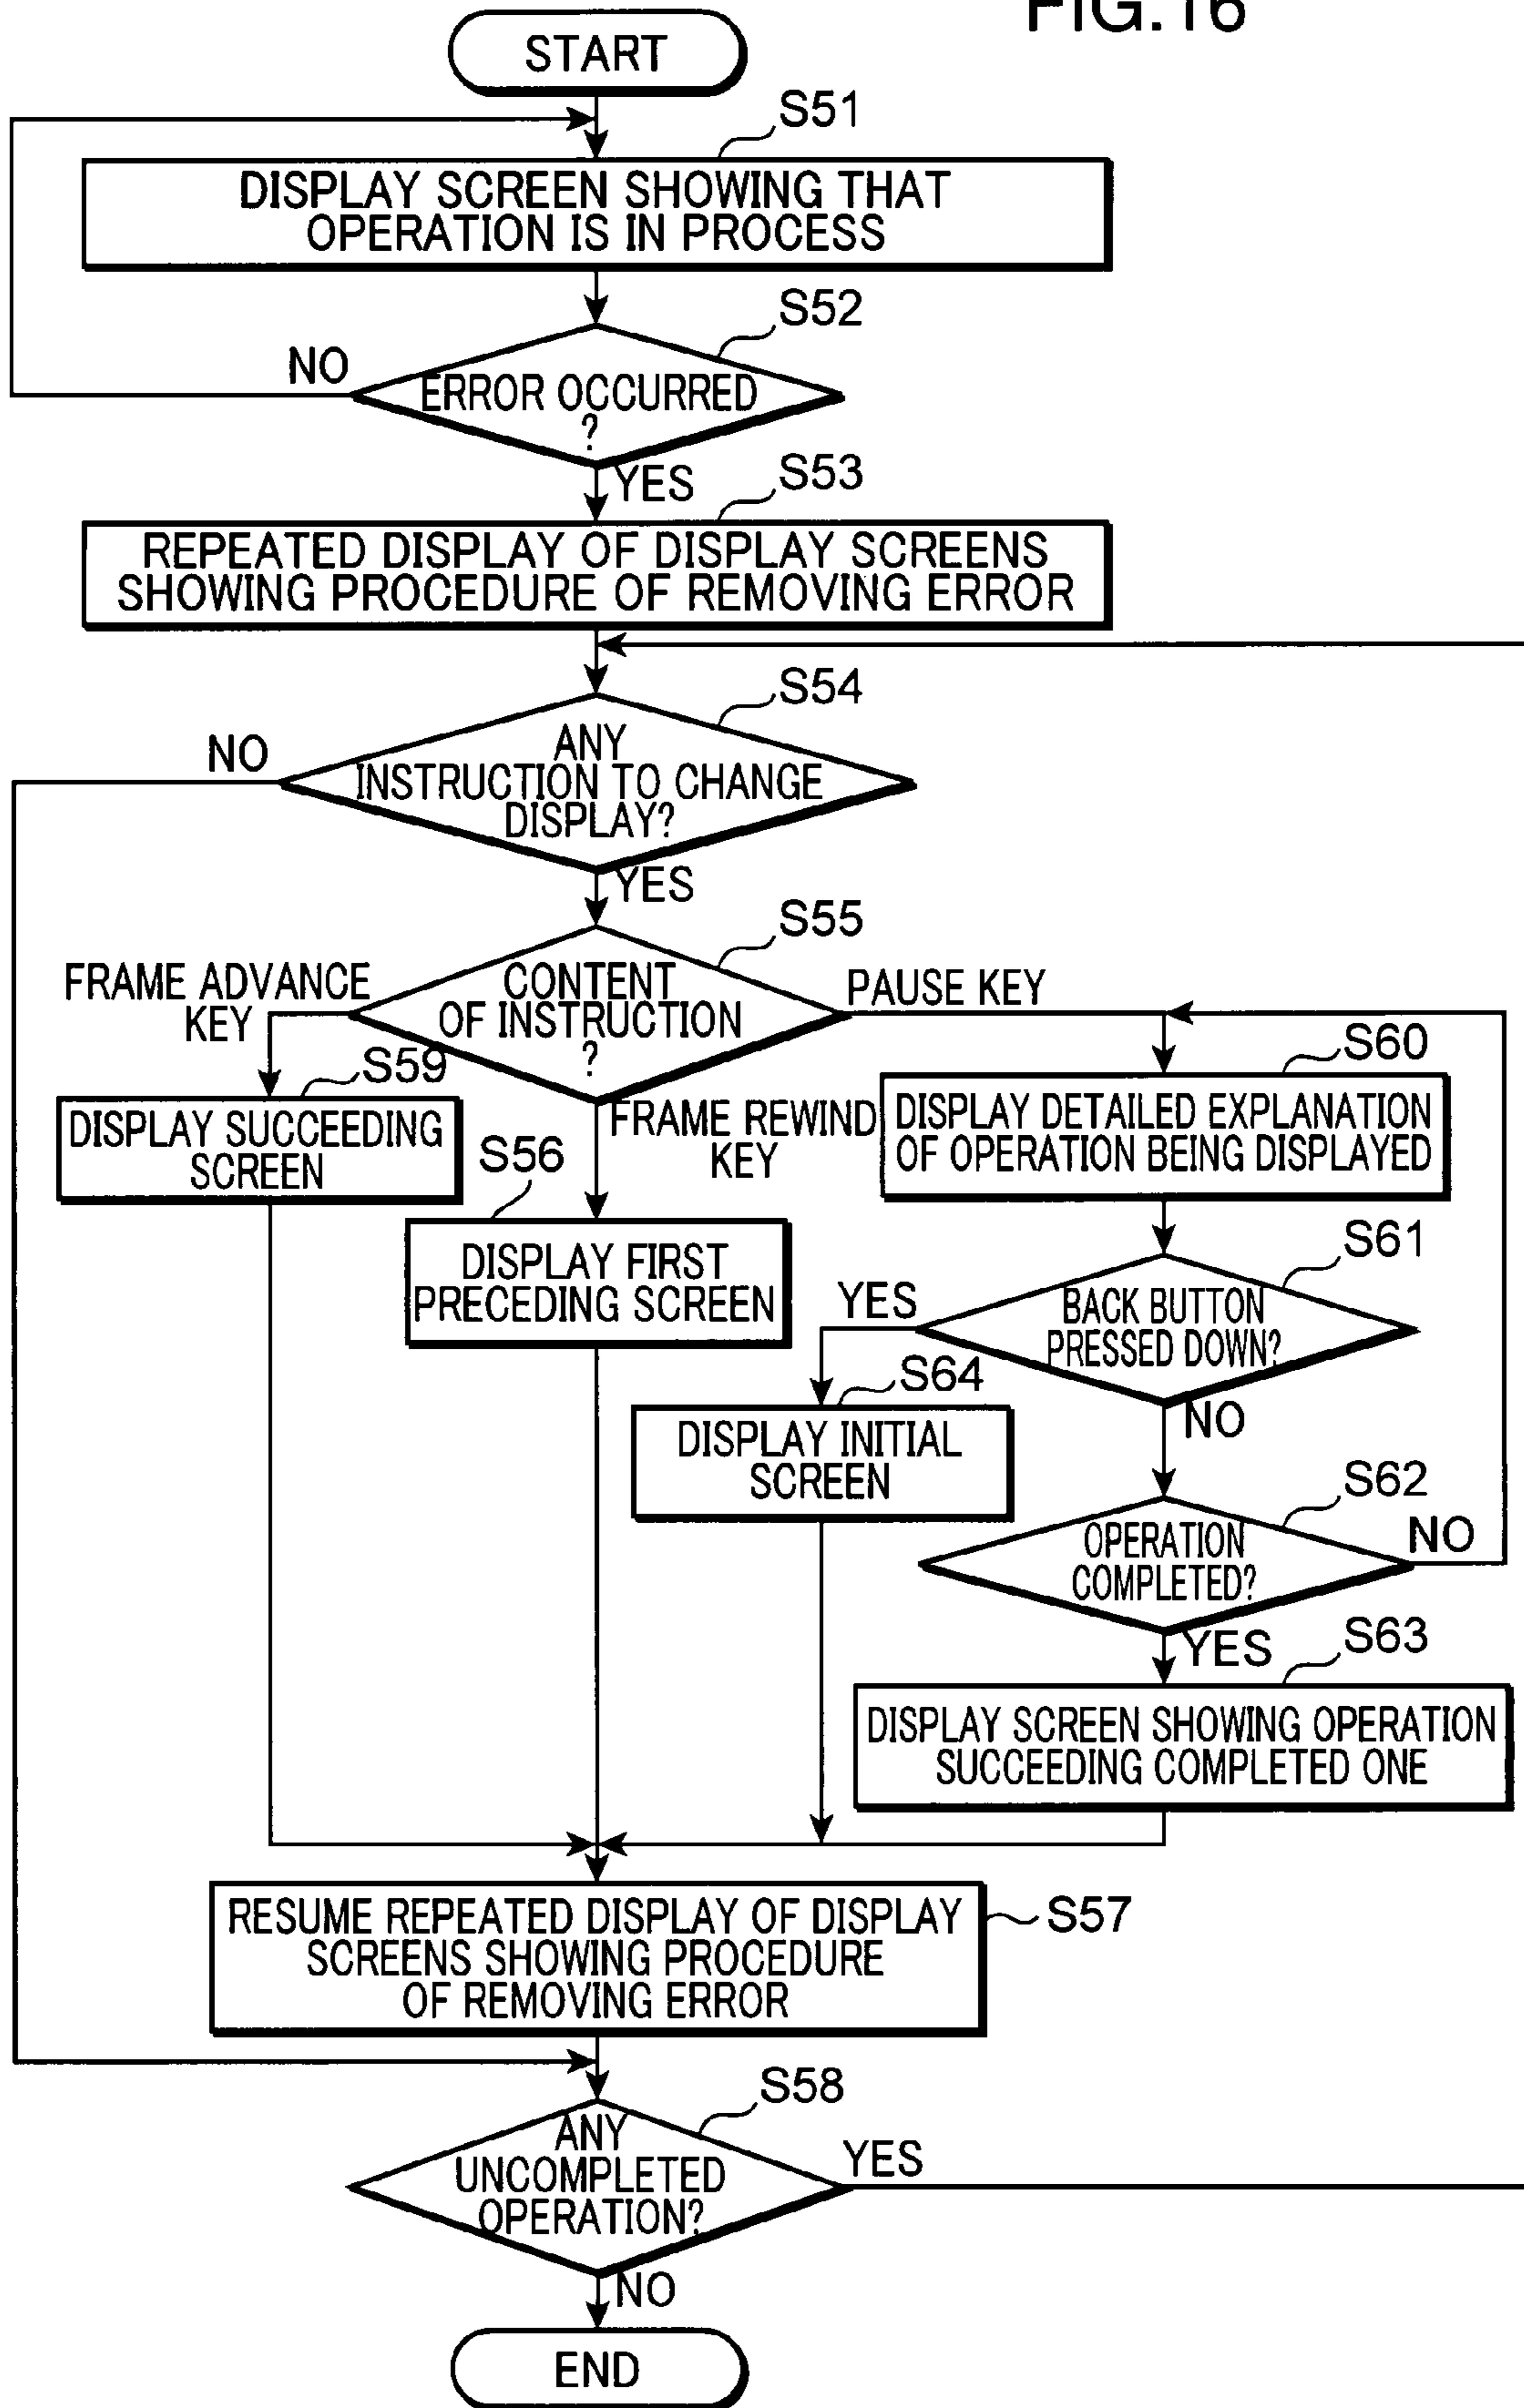 FIG.16
START
S51
DISPLAY SCREEN SHOWING THAT
OPERATION IS IN PROCESS
S52
NO
ERROR OCCURRED
?
YES
S53
REPEATED DISPLAY OF DISPLAY SCREENS
SHOWING PROCEDURE OF REMOVING ERROR
S54
NO
ANY
INSTRUCTION TO CHANGE
DISPLAY?
YES
S55
FRAME ADVANCE
KEY
CONTENT
OF INSTRUCTION
?
PAUSE KEY
S59
DISPLAY SUCCEEDING
SCREEN
FRAME REWIND
KEY
S56
DISPLAY FIRST
PRECEDING SCREEN
S60
DISPLAY DETAILED EXPLANATION
OF OPERATION BEING DISPLAYED
S61
YES
BACK BUTTON
PRESSED DOWN?
NO
S64
DISPLAY INITIAL
SCREEN
S62
OPERATION
COMPLETED?
NO
YES
S63
DISPLAY SCREEN SHOWING OPERATION
SUCCEEDING COMPLETED ONE
RESUME REPEATED DISPLAY OF DISPLAY
SCREENS SHOWING PROCEDURE
OF REMOVING ERROR
S57
S58
ANY
UNCOMPLETED
OPERATION?
YES
NO
END